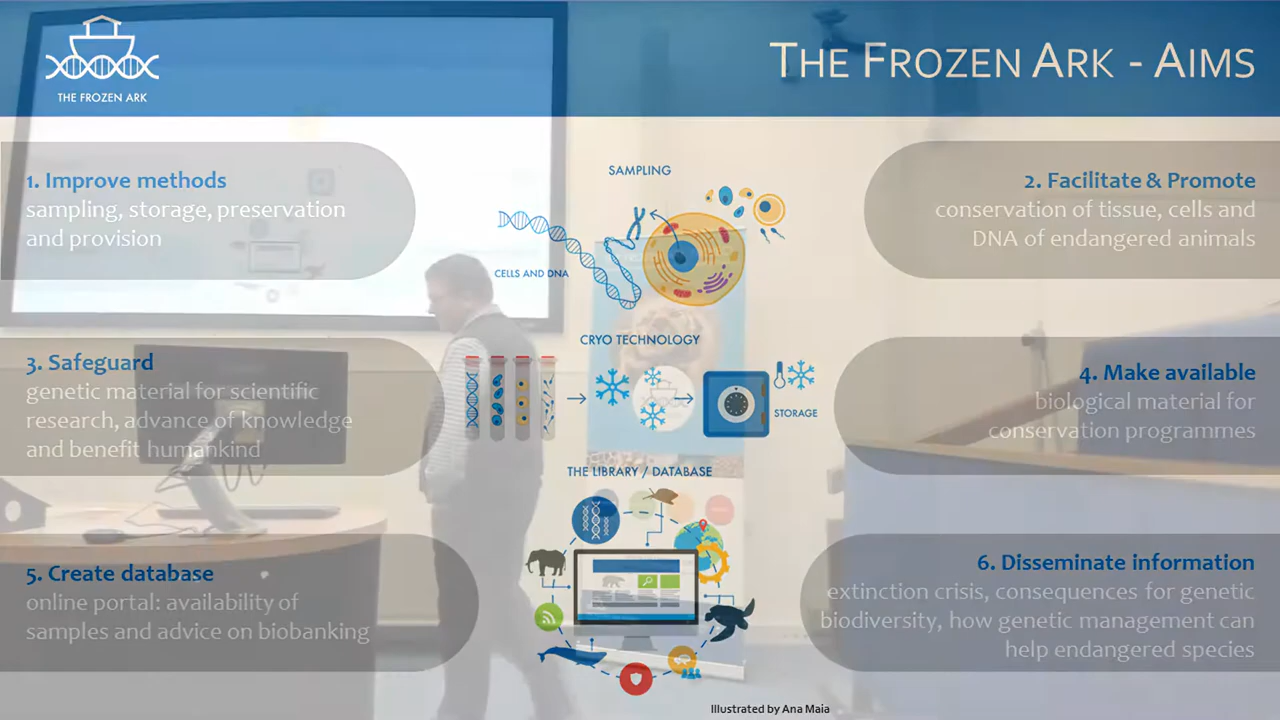 THE FROZEN ARK
THE FROZEN ARK - AIMS
1. Improve methods
sampling, storage, preservation
and provision
2. Facilitate & Promote
conservation of tissue, cells and
DNA of endangered animals
SAMPLING
CELLS AND DNA
CRYO TECHNOLOGY
STORAGE
3. Safeguard
genetic material for scientific
research, advance of knowledge
and benefit humankind
4. Make available
biological material for
conservation programmes
THE LIBRARY / DATABASE
5. Create database
online portal: availability of
samples and advice on biobanking
6. Disseminate information
extinction crisis, consequences for genetic
biodiversity, how genetic management can
help endangered species
Illustrated by Ana Maia